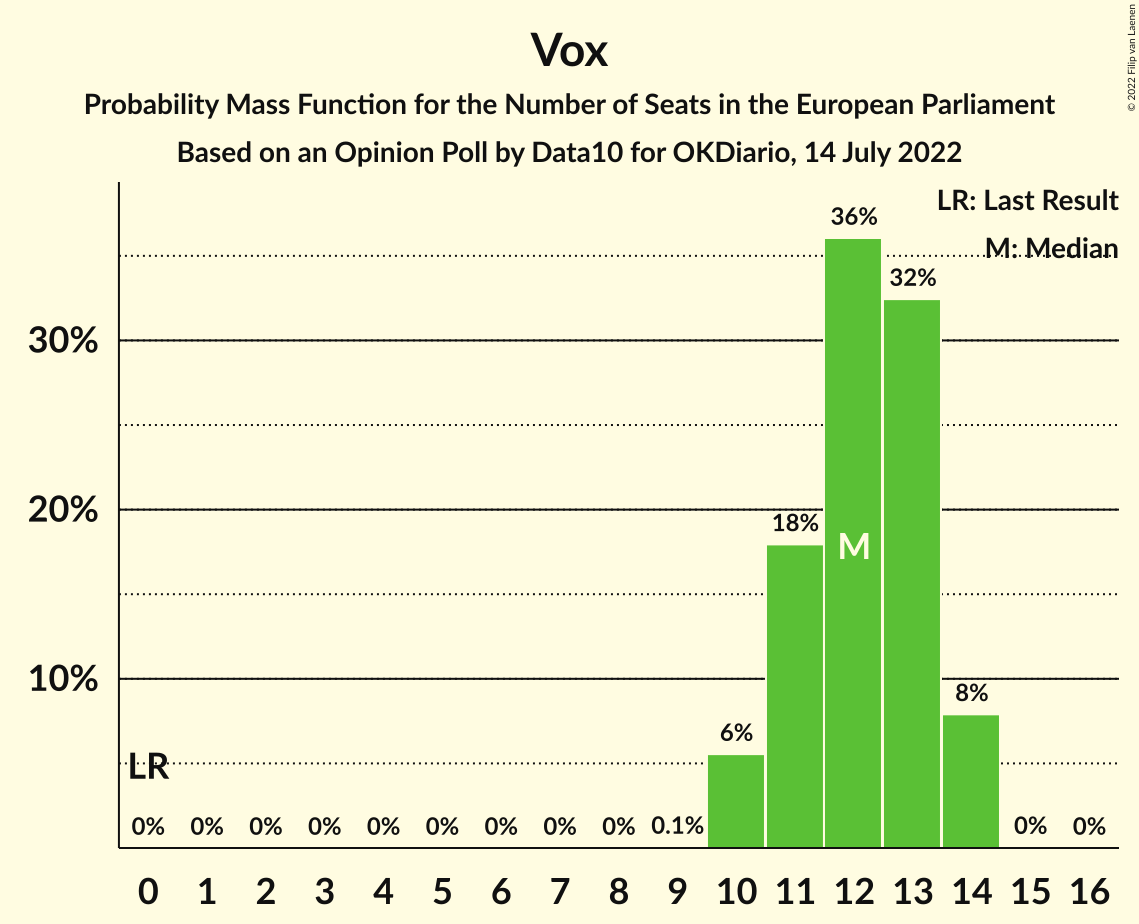 Vox
Probability Mass Function for the Number of Seats in the European Parliament
Based on an Opinion Poll by Data10 for OKDiario, 14 July 2022
© 2022 Filip van Laenen
LR: Last Result
M: Median
36%
32%
30%
20%
18%
M
10%
8%
6%
LR
0% 0% 0% 0% 0% 0% 0% 0% 0% 0.1% 0% 0%
0 1 2 3 4 5 6 7 8 9 10 11 12 13 14 15 16